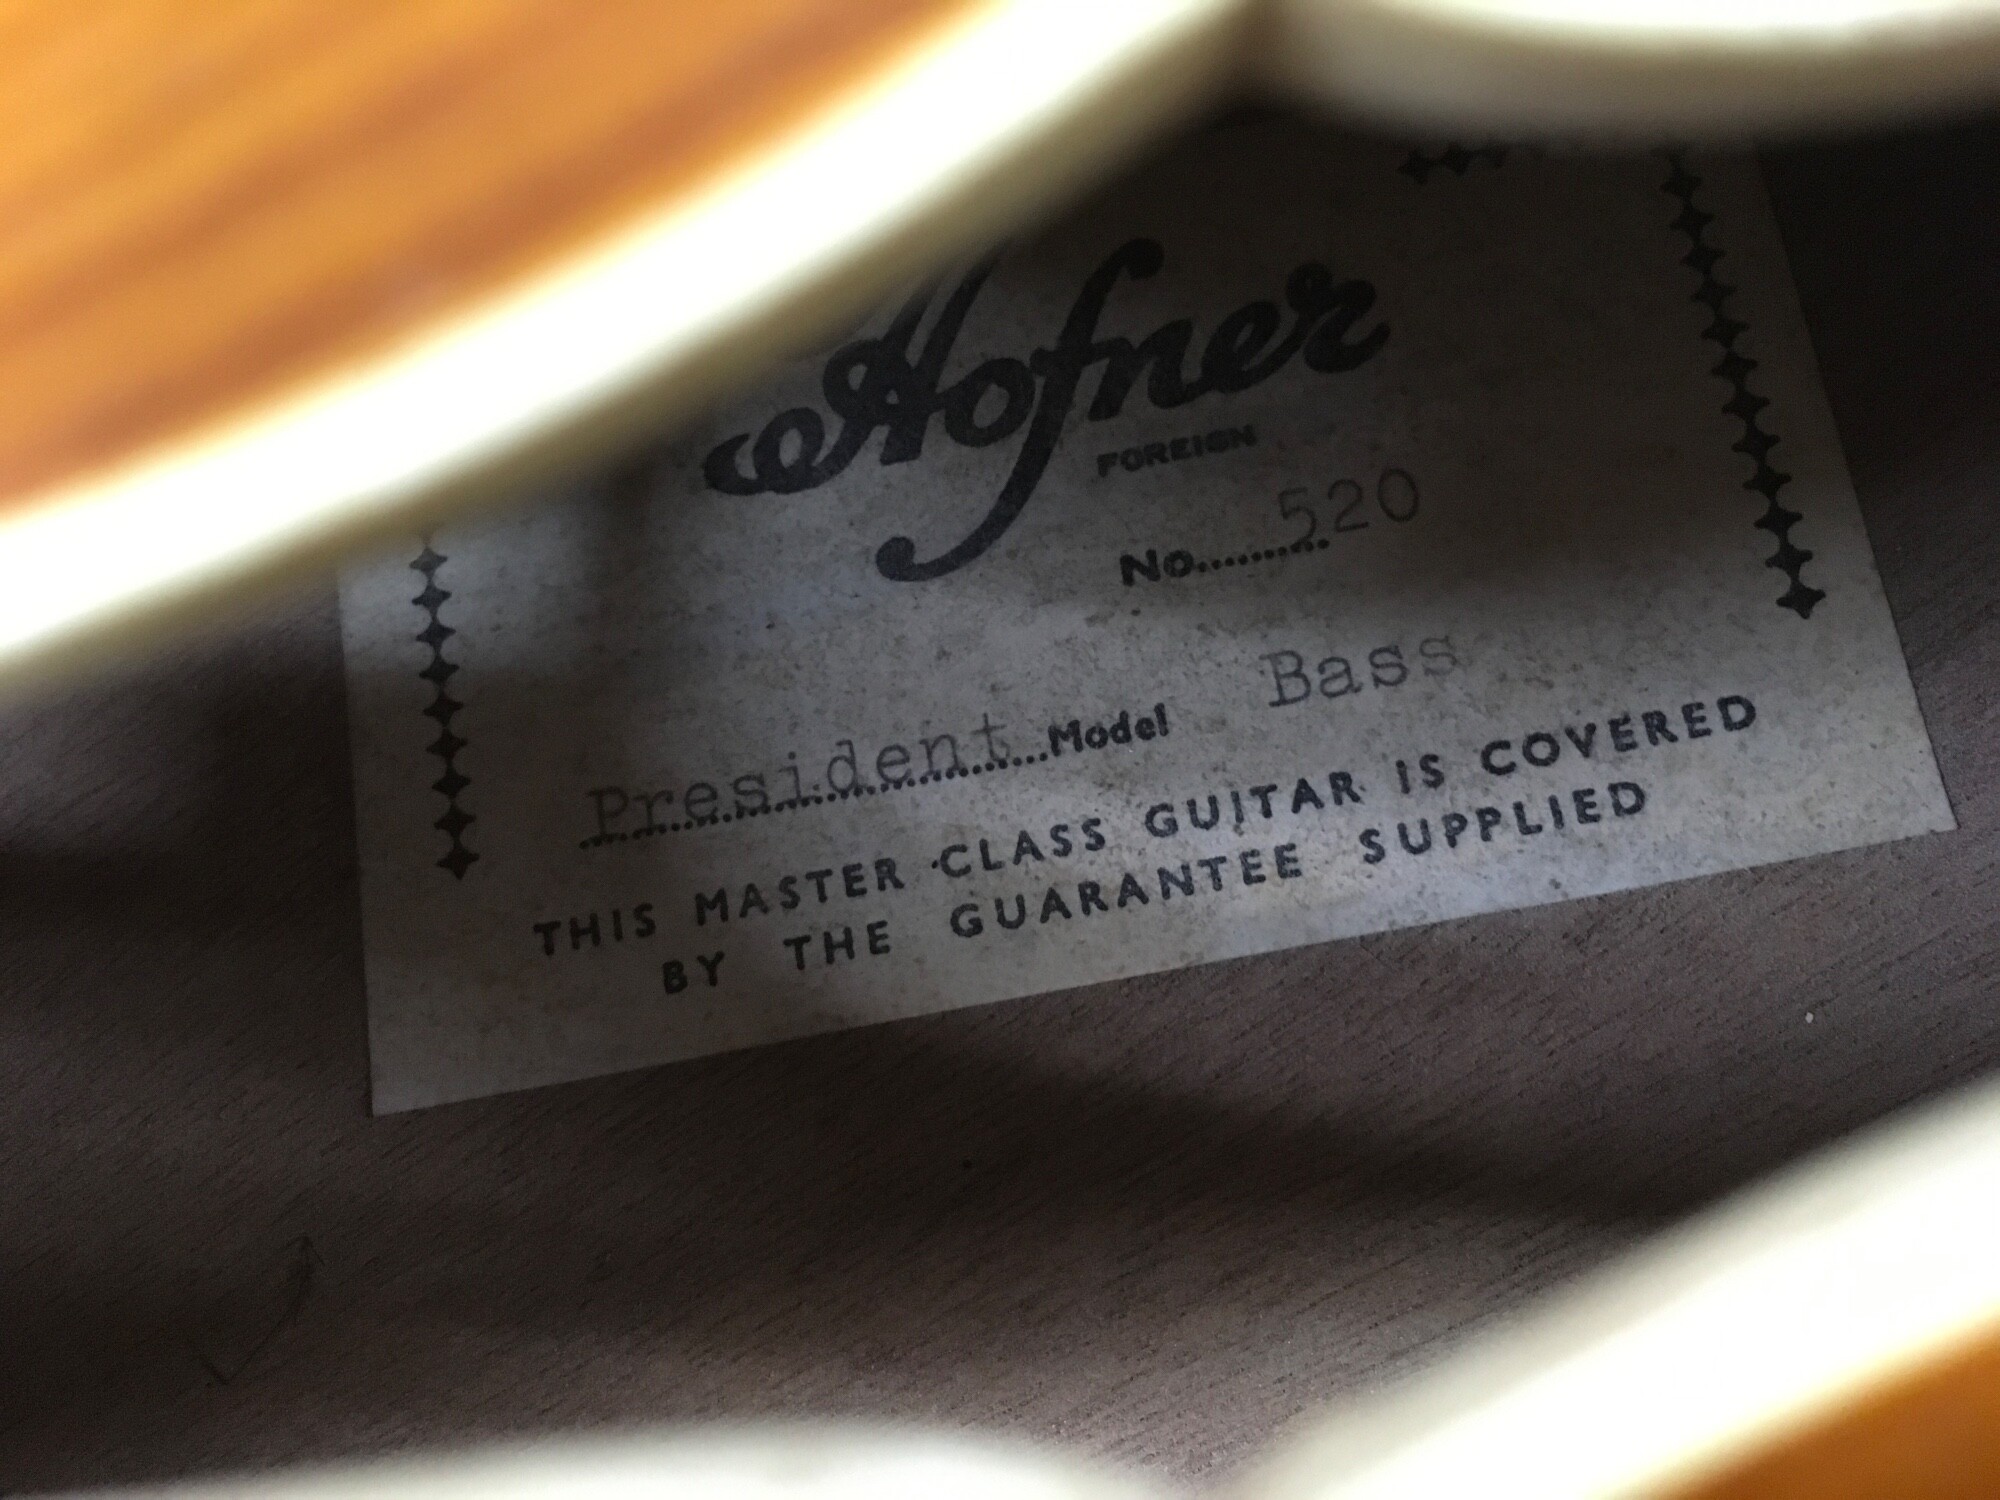 Hofner
FOREIGN
No..........520
President...Model Bass
THIS MASTER CLASS GUITAR IS COVERED
BY THE GUARANTEE SUPPLIED